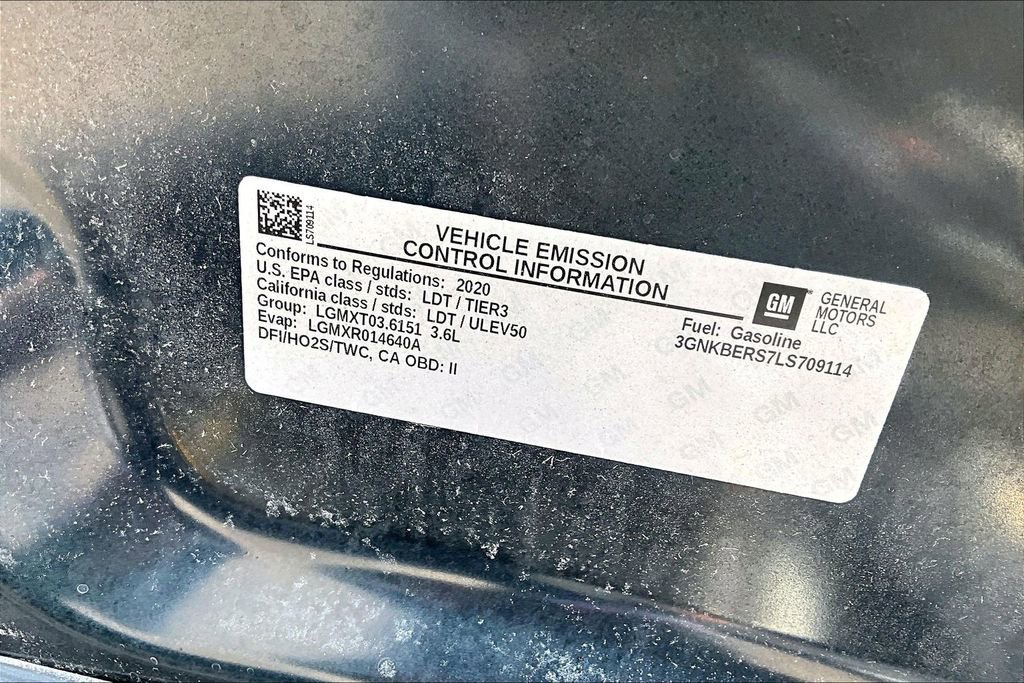 LS709114
VEHICLE EMISSION
CONTROL INFORMATION
Conforms to Regulations: 2020
U.S. EPA class / stds: LDT / TIER3
California class / stds: LDT / ULEV50
Group: LGMXT03.6151 3.6L
Evap: LGMXR014640A
DFI/HO2S/TWC, CA OBD: II
GM
GENERAL
MOTORS
LLC
Fuel: Gasoline
3GNKBERS7LS709114